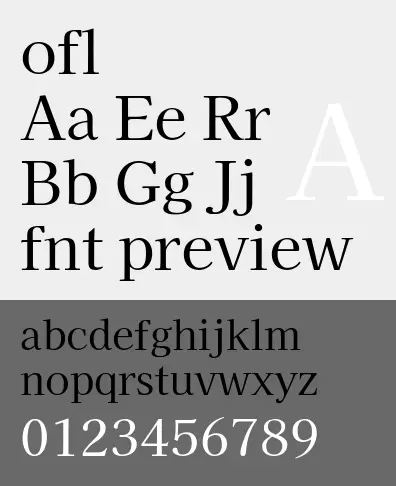 ofl
Aa Ee Rr
A
Bb Gg Jj
fnt preview
abcdefghijklm
nopqrstuvwxyz
0123456789